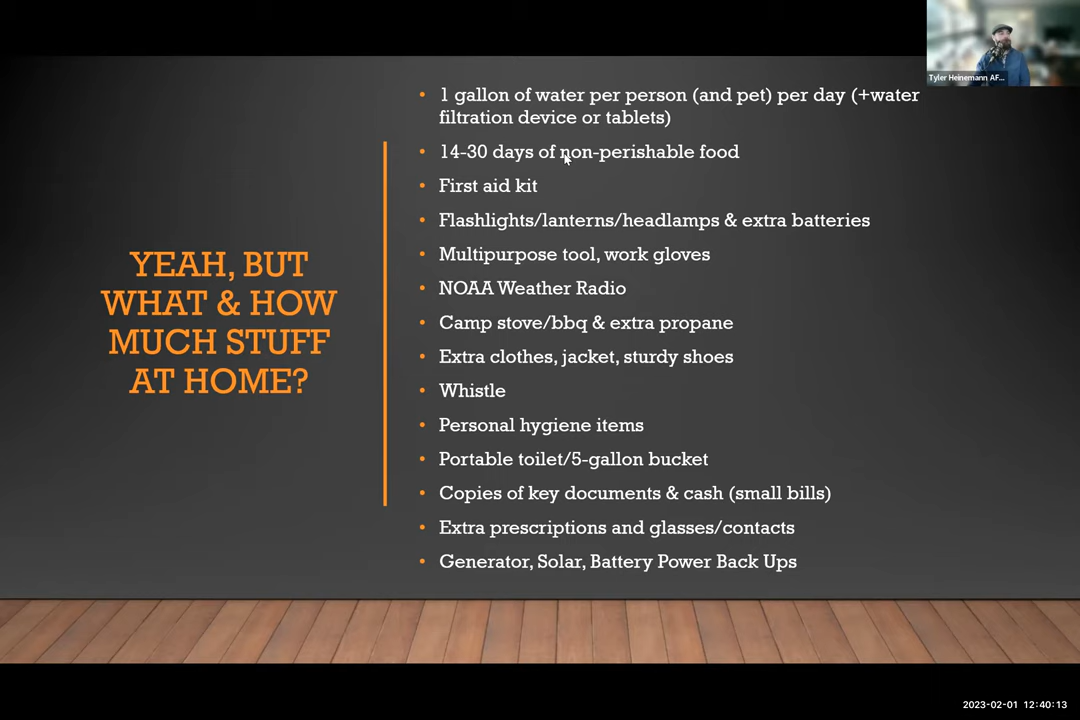 Tyler Heinemann AF...
YEAH, BUT
WHAT & HOW
MUCH STUFF
AT HOME?
• 1 gallon of water per person (and pet) per day (+water
filtration device or tablets)
• 14-30 days of non-perishable food
• First aid kit
• Flashlights/lanterns/headlamps & extra batteries
• Multipurpose tool, work gloves
• NOAA Weather Radio
• Camp stove/bbq & extra propane
• Extra clothes, jacket, sturdy shoes
• Whistle
• Personal hygiene items
• Portable toilet/5-gallon bucket
• Copies of key documents & cash (small bills)
• Extra prescriptions and glasses/contacts
• Generator, Solar, Battery Power Back Ups
2023-02-01 12:40:13